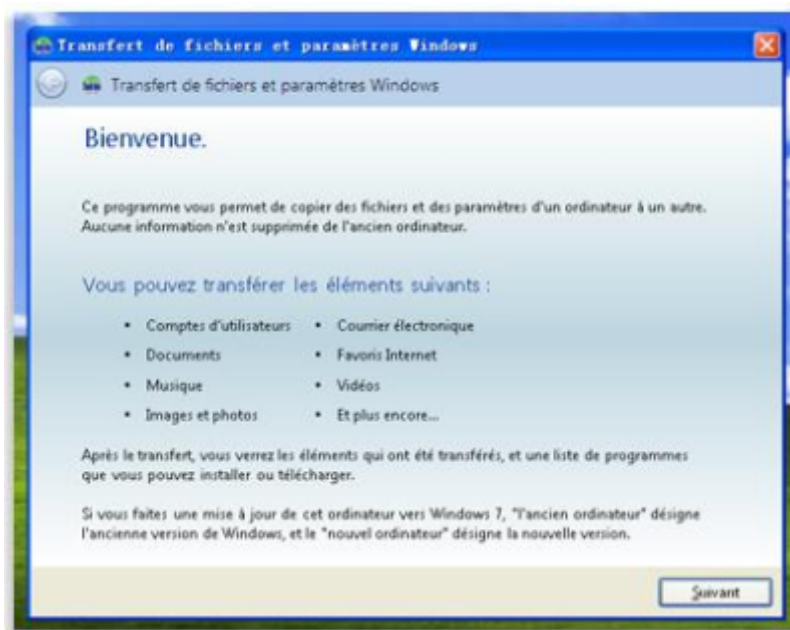 Transfert de fichiers et paramètres Windows
Transfert de fichiers et paramètres Windows
Bienvenue.
Ce programme vous permet de copier des fichiers et des paramètres d'un ordinateur à un autre.
Aucune information n'est supprimée de l'ancien ordinateur.
Vous pouvez transférer les éléments suivants :
• Comptes d'utilisateurs • Courrier électronique
• Documents • Favoris Internet
• Musique • Vidéos
• Images et photos • Et plus encore...
Après le transfert, vous verrez les éléments qui ont été transférés, et une liste de programmes
que vous pouvez installer ou télécharger.
Si vous faites une mise à jour de cet ordinateur vers Windows 7, "l'ancien ordinateur" désigne
l'ancienne version de Windows, et le "nouvel ordinateur" désigne la nouvelle version.
Suivant